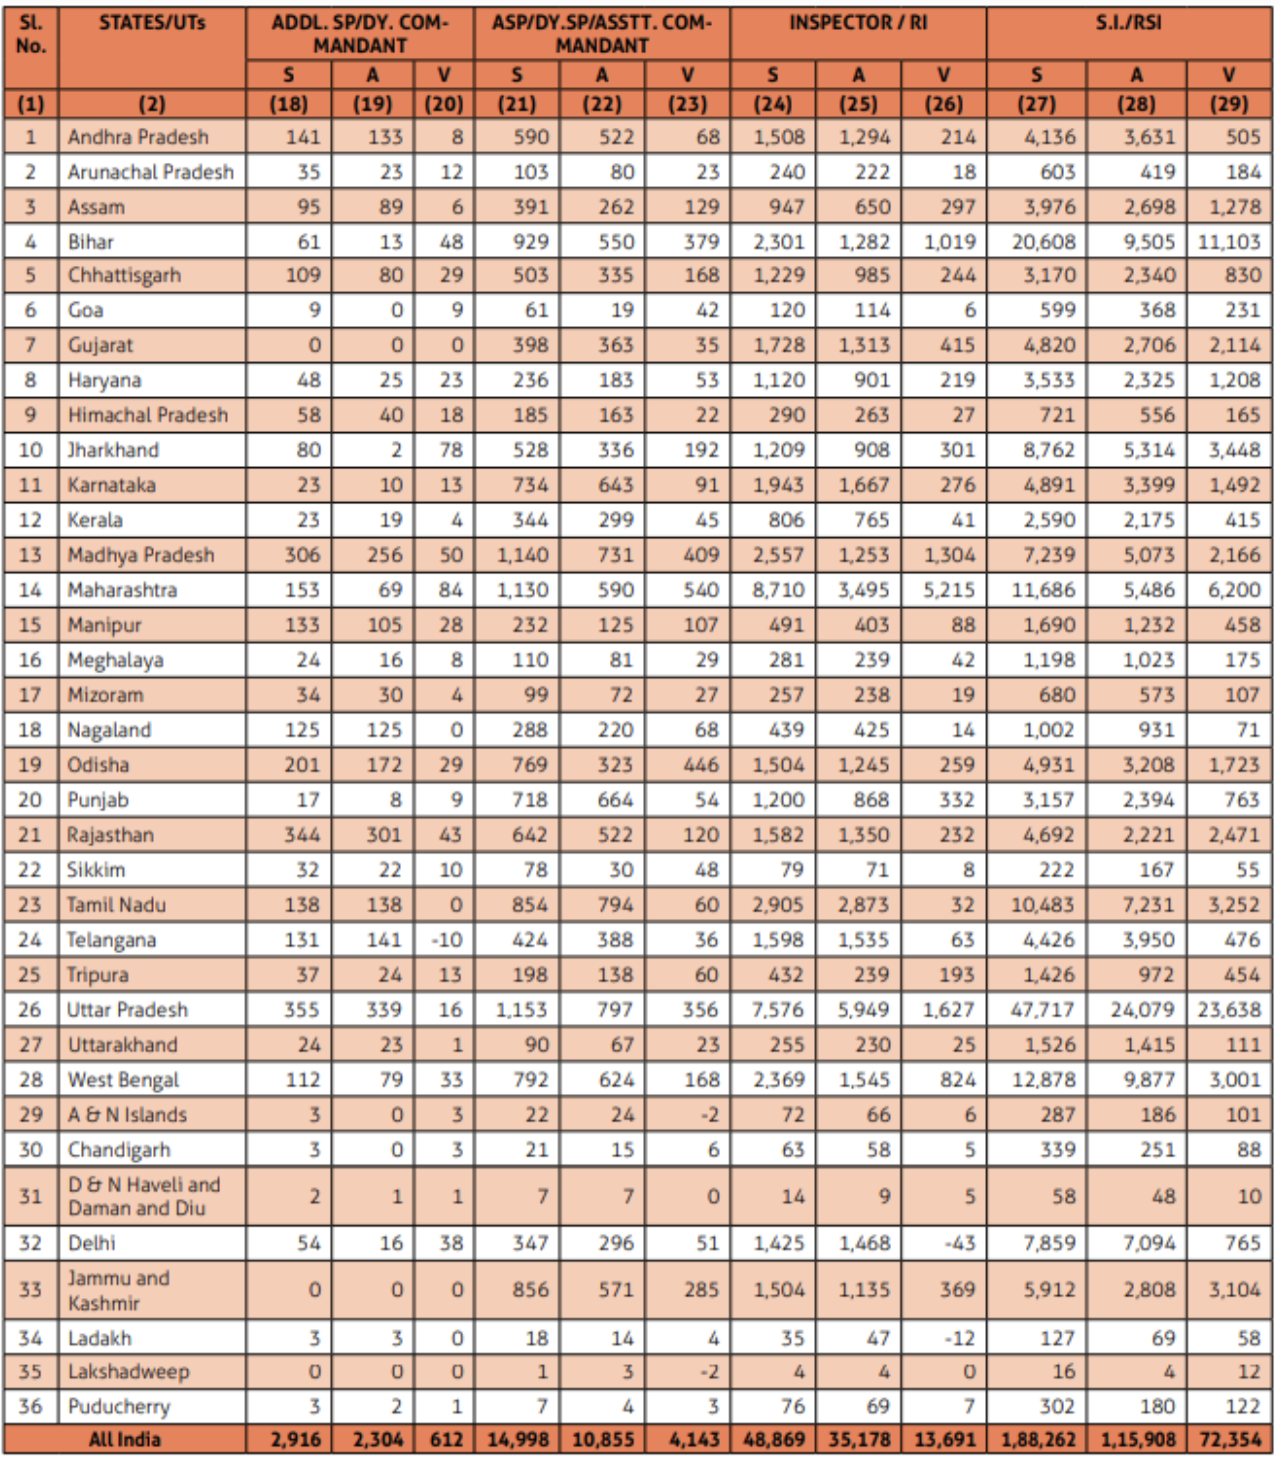 Sl. No. STATES/UTs ADDL. SP/DY. COM-MANDANT ASP/DY.SP/ASSTT. COM-MANDANT INSPECTOR / RI S.I./RSI
S A V S A V S A V S A V
(1) (2) (18) (19) (20) (21) (22) (23) (24) (25) (26) (27) (28) (29)
1 Andhra Pradesh 141 133 8 590 522 68 1,508 1,294 214 4,136 3,631 505
2 Arunachal Pradesh 35 23 12 103 80 23 240 222 18 603 419 184
3 Assam 95 89 6 391 262 129 947 650 297 3,976 2,698 1,278
4 Bihar 61 13 48 929 550 379 2,301 1,282 1,019 20,608 9,505 11,103
5 Chhattisgarh 109 80 29 503 335 168 1,229 985 244 3,170 2,340 830
6 Goa 9 0 9 61 19 42 120 114 6 599 368 231
7 Gujarat 0 0 0 398 363 35 1,728 1,313 415 4,820 2,706 2,114
8 Haryana 48 25 23 236 183 53 1,120 901 219 3,533 2,325 1,208
9 Himachal Pradesh 58 40 18 185 163 22 290 263 27 721 556 165
10 Jharkhand 80 2 78 528 336 192 1,209 908 301 8,762 5,314 3,448
11 Karnataka 23 10 13 734 643 91 1,943 1,667 276 4,891 3,399 1,492
12 Kerala 23 19 4 344 299 45 806 765 41 2,590 2,175 415
13 Madhya Pradesh 306 256 50 1,140 731 409 2,557 1,253 1,304 7,239 5,073 2,166
14 Maharashtra 153 69 84 1,130 590 540 8,710 3,495 5,215 11,686 5,486 6,200
15 Manipur 133 105 28 232 125 107 491 403 88 1,690 1,232 458
16 Meghalaya 24 16 8 110 81 29 281 239 42 1,198 1,023 175
17 Mizoram 34 30 4 99 72 27 257 238 19 680 573 107
18 Nagaland 125 125 0 288 220 68 439 425 14 1,002 931 71
19 Odisha 201 172 29 769 323 446 1,504 1,245 259 4,931 3,208 1,723
20 Punjab 17 8 9 718 664 54 1,200 868 332 3,157 2,394 763
21 Rajasthan 344 301 43 642 522 120 1,582 1,350 232 4,692 2,221 2,471
22 Sikkim 32 22 10 78 30 48 79 71 8 222 167 55
23 Tamil Nadu 138 138 0 854 794 60 2,905 2,873 32 10,483 7,231 3,252
24 Telangana 131 141 -10 424 388 36 1,598 1,535 63 4,426 3,950 476
25 Tripura 37 24 13 198 138 60 432 239 193 1,426 972 454
26 Uttar Pradesh 355 339 16 1,153 797 356 7,576 5,949 1,627 47,717 24,079 23,638
27 Uttarakhand 24 23 1 90 67 23 255 230 25 1,526 1,415 111
28 West Bengal 112 79 33 792 624 168 2,369 1,545 824 12,878 9,877 3,001
29 A & N Islands 3 0 3 22 24 -2 72 66 6 287 186 101
30 Chandigarh 3 0 3 21 15 6 63 58 5 339 251 88
31 D & N Haveli and Daman and Diu 2 1 1 7 7 0 14 9 5 58 48 10
32 Delhi 54 16 38 347 296 51 1,425 1,468 -43 7,859 7,094 765
33 Jammu and Kashmir 0 0 0 856 571 285 1,504 1,135 369 5,912 2,808 3,104
34 Ladakh 3 3 0 18 14 4 35 47 -12 127 69 58
35 Lakshadweep 0 0 0 1 3 -2 4 4 0 16 4 12
36 Puducherry 3 2 1 7 4 3 76 69 7 302 180 122
All India 2,916 2,304 612 14,998 10,855 4,143 48,869 35,178 13,691 1,88,262 1,15,908 72,354